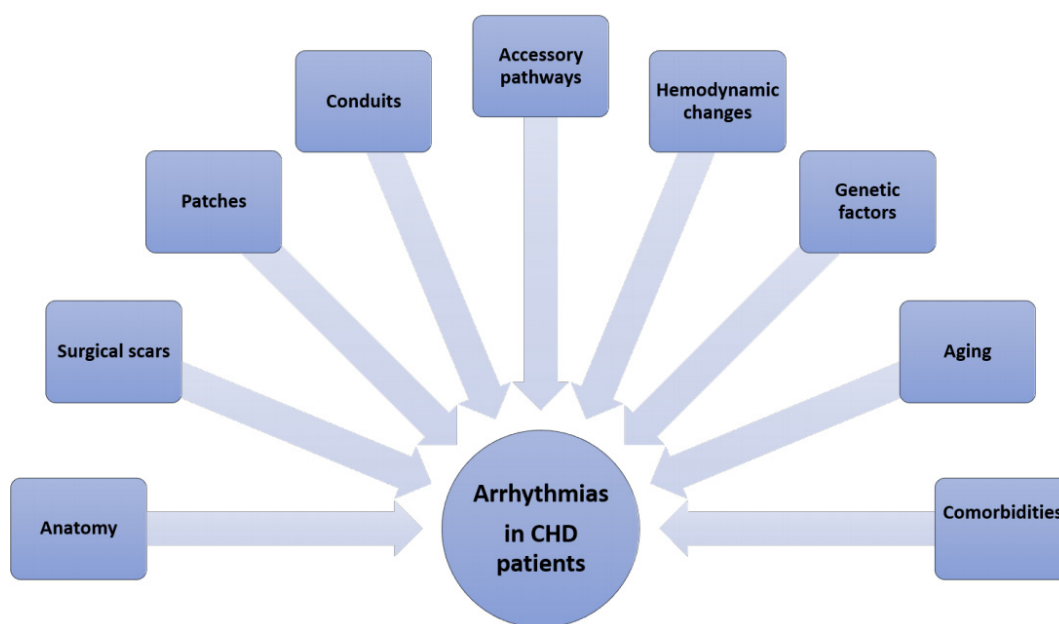 Accessory
pathways
Conduits
Hemodynamic
changes
Patches
Genetic
factors
Surgical scars
Aging
Anatomy
Arrhythmias
in CHD
patients
Comorbidities